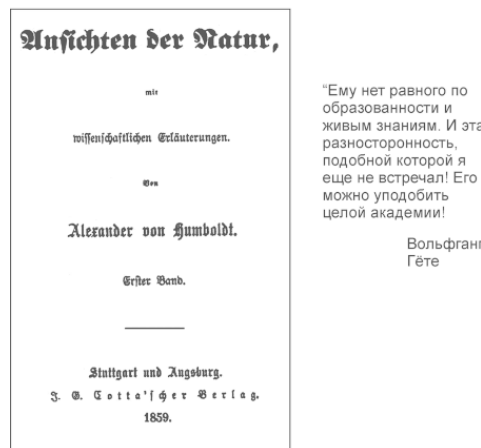 Ansichten der Natur,
mit
wissenschaftlichen Erläuterungen.
Von
Alexander von Humboldt.
Erster Band.
Stuttgart und Augsburg.
J. G. Cotta'scher Verlag.
1859.
“Ему нет равного по
образованности и
живым знаниям. И эта
разносторонность,
подобной которой я
еще не встречал! Его
можно уподобить
целой академии!
Вольфганг
Гёте